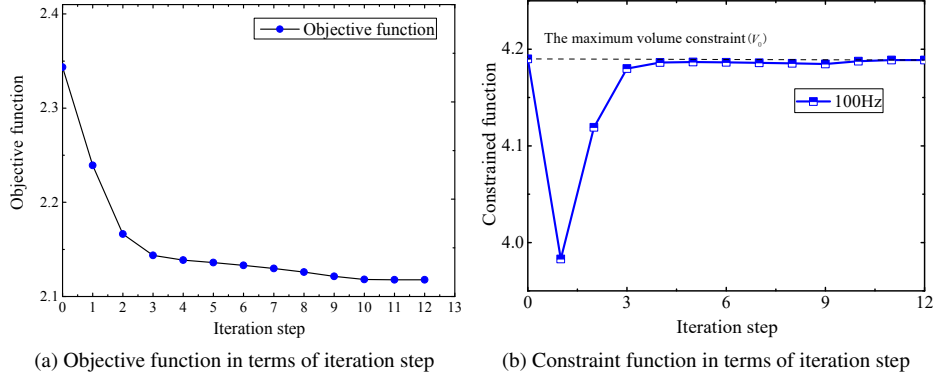 2.4
2.3
2.2
2.1
Objective function
Objective function
0 1 2 3 4 5 6 7 8 9 10 11 12 13
Iteration step
(a) Objective function in terms of iteration step
4.2
4.1
4.0
Constrained function
The maximum volume constraint(V₀)
100Hz
0 3 6 9 12
Iteration step
(b) Constraint function in terms of iteration step